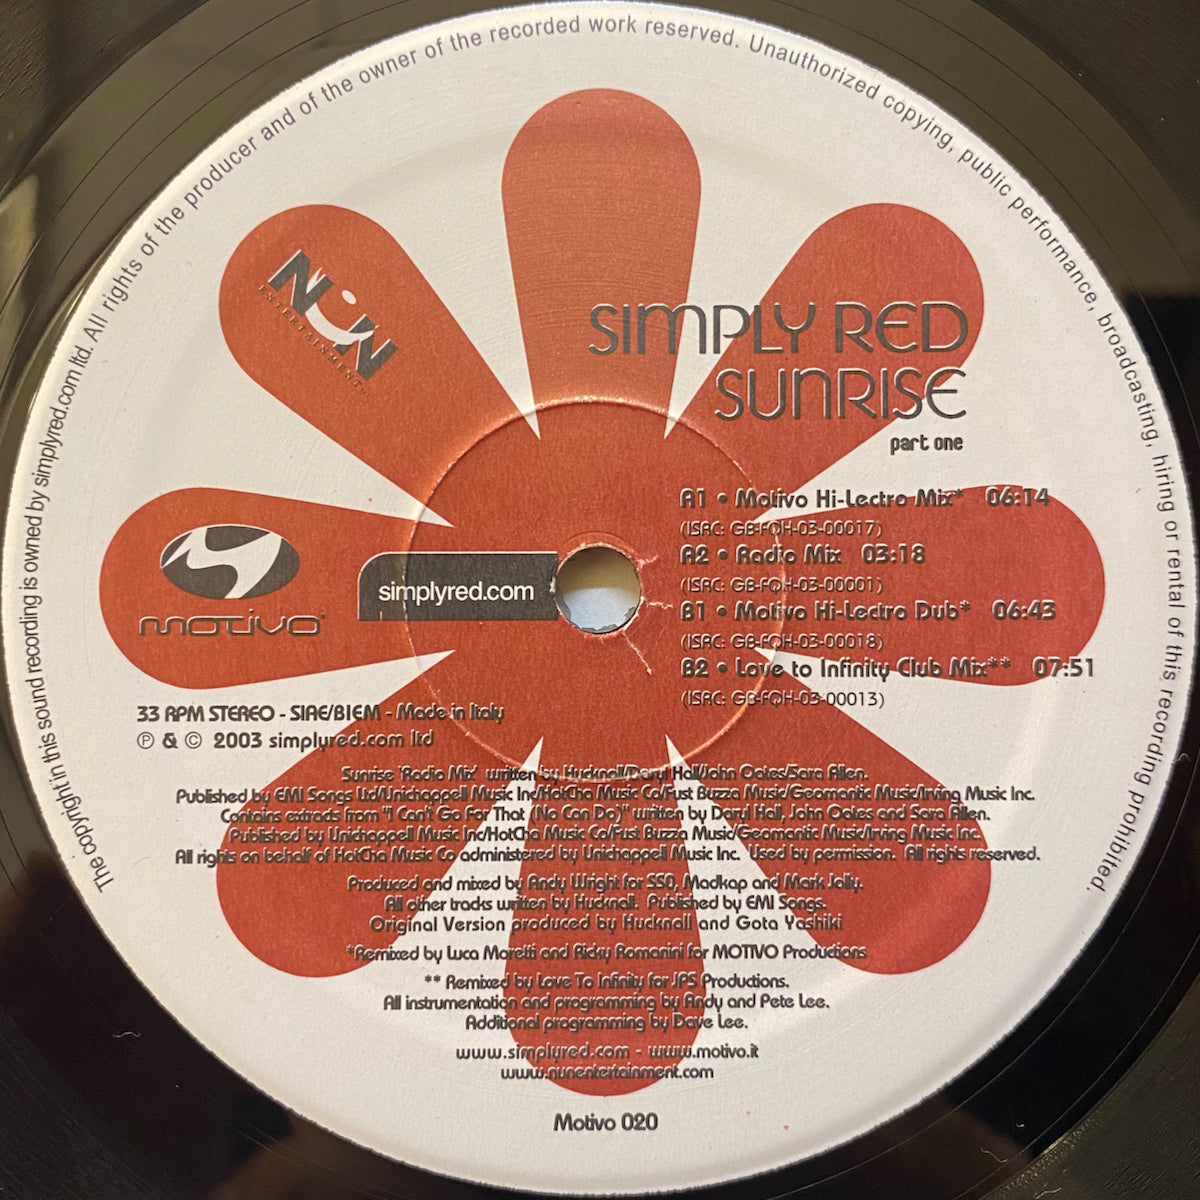 The copyright in this sound recording is owned by simplyred.com ltd. All rights of the producer and of the owner of the recorded work reserved. Unauthorized copying, public performance, broadcasting, hiring or rental of this recording prohibited.
NUN
ENTERTAINMENT
SIMPLY RED
SUNRISE
part one
A1 • Motivo Hi-Lectro Mix* 06:14
(ISRC: GB-FQH-03-00017)
A2 • Radio Mix 03:18
(ISRC: GB-FQH-03-00001)
B1 • Motivo Hi-Lectro Dub* 06:43
(ISRC: GB-FQH-03-00018)
B2 • Love to Infinity Club Mix** 07:51
(ISRC: GB-FQH-03-00013)
MOTIVO®
simplyred.com
33 RPM STEREO - SIAE/BIEM - Made in Italy
℗ & © 2003 simplyred.com ltd
Sunrise 'Radio Mix' written by Hucknall/Daryl Hall/John Oates/Sara Allen.
Published by EMI Songs Ltd/Unichappell Music Inc/HotCha Music Co/Fust Buzza Music/Geomantic Music/Irving Music Inc.
Contains extracts from "I Can't Go For That (No Can Do)" written by Daryl Hall, John Oates and Sara Allen.
Published by Unichappell Music Inc/HotCha Music Co/Fust Buzza Music/Geomantic Music/Irving Music Inc.
All rights on behalf of HotCha Music Co administered by Unichappell Music Inc. Used by permission. All rights reserved.
Produced and mixed by Andy Wright for SSO, Madkap and Mark Jolly.
All other tracks written by Hucknall. Published by EMI Songs.
Original Version produced by Hucknall and Gota Yashiki
*Remixed by Luca Moretti and Ricky Romanini for MOTIVO Productions
** Remixed by Love To Infinity for JPS Productions.
All instrumentation and programming by Andy and Pete Lee.
Additional programming by Dave Lee.
www.simplyred.com - www.motivo.it
www.nunentertainment.com
Motivo 020